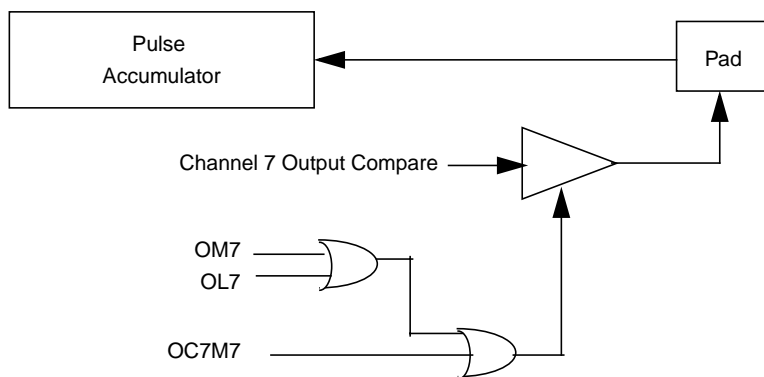 Pulse
Accumulator
Pad
Channel 7 Output Compare
OM7
OL7
OC7M7